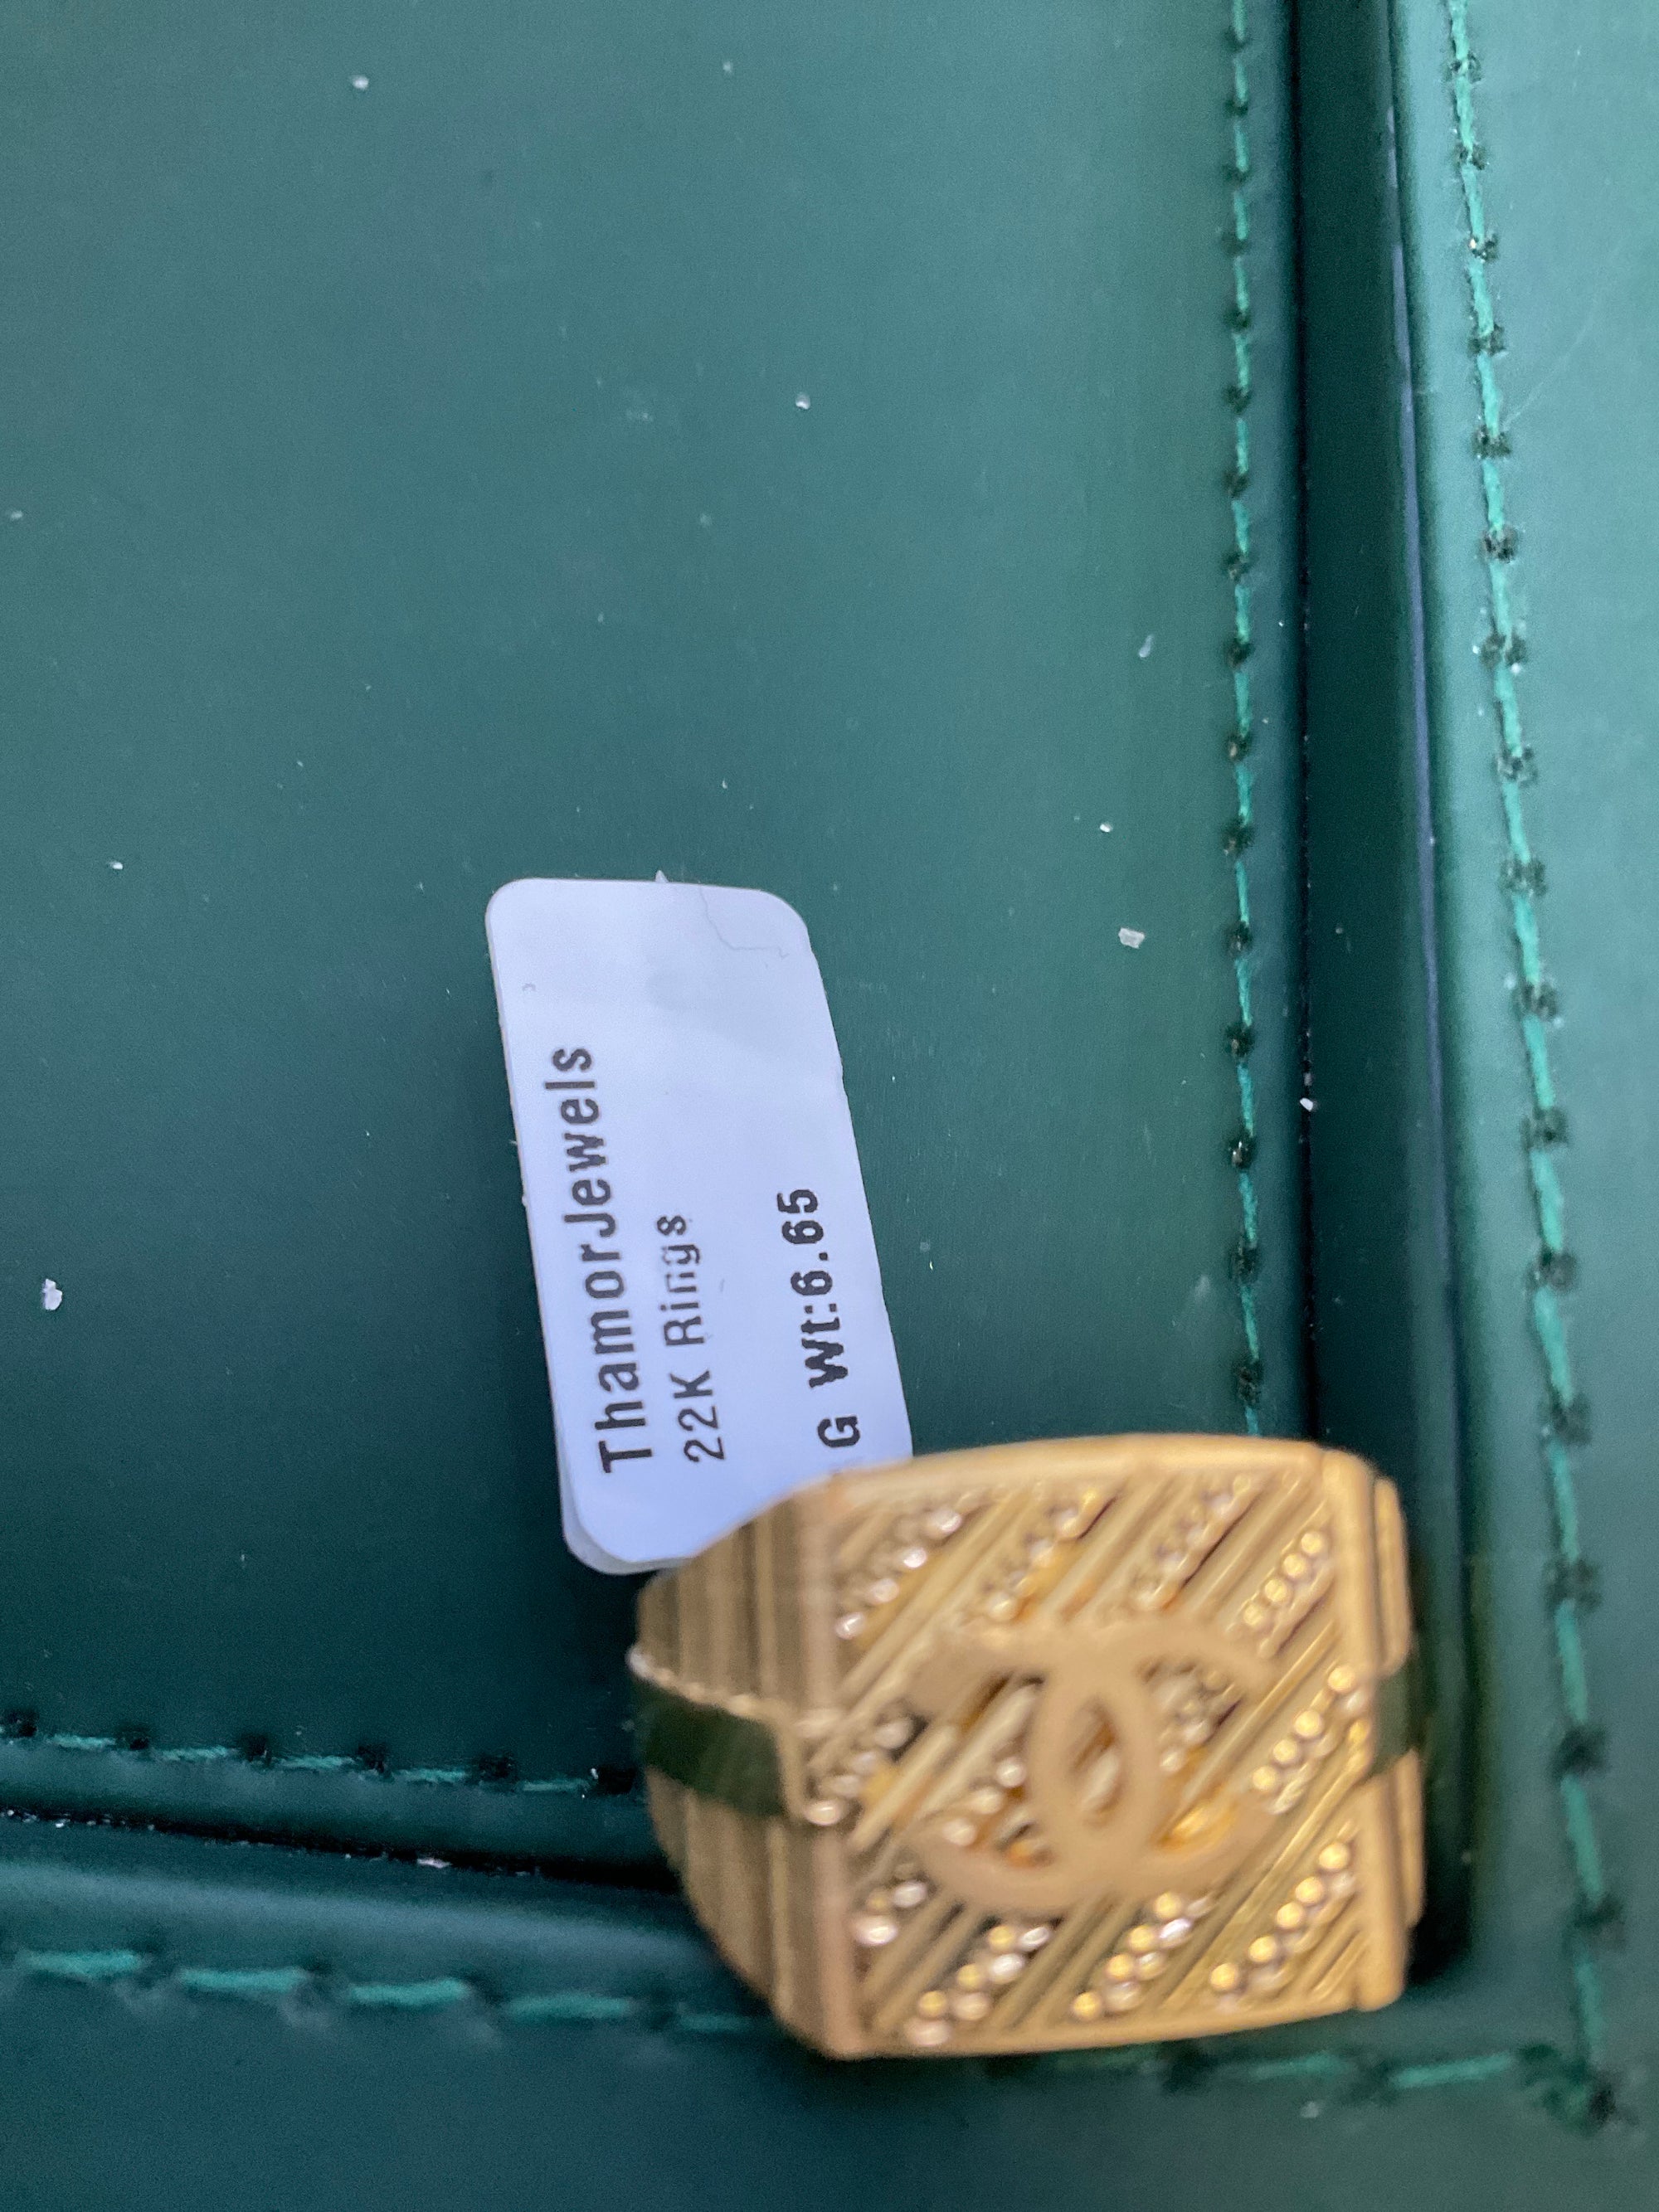 ThamorJewels
22K Rings
G Wt:6.65